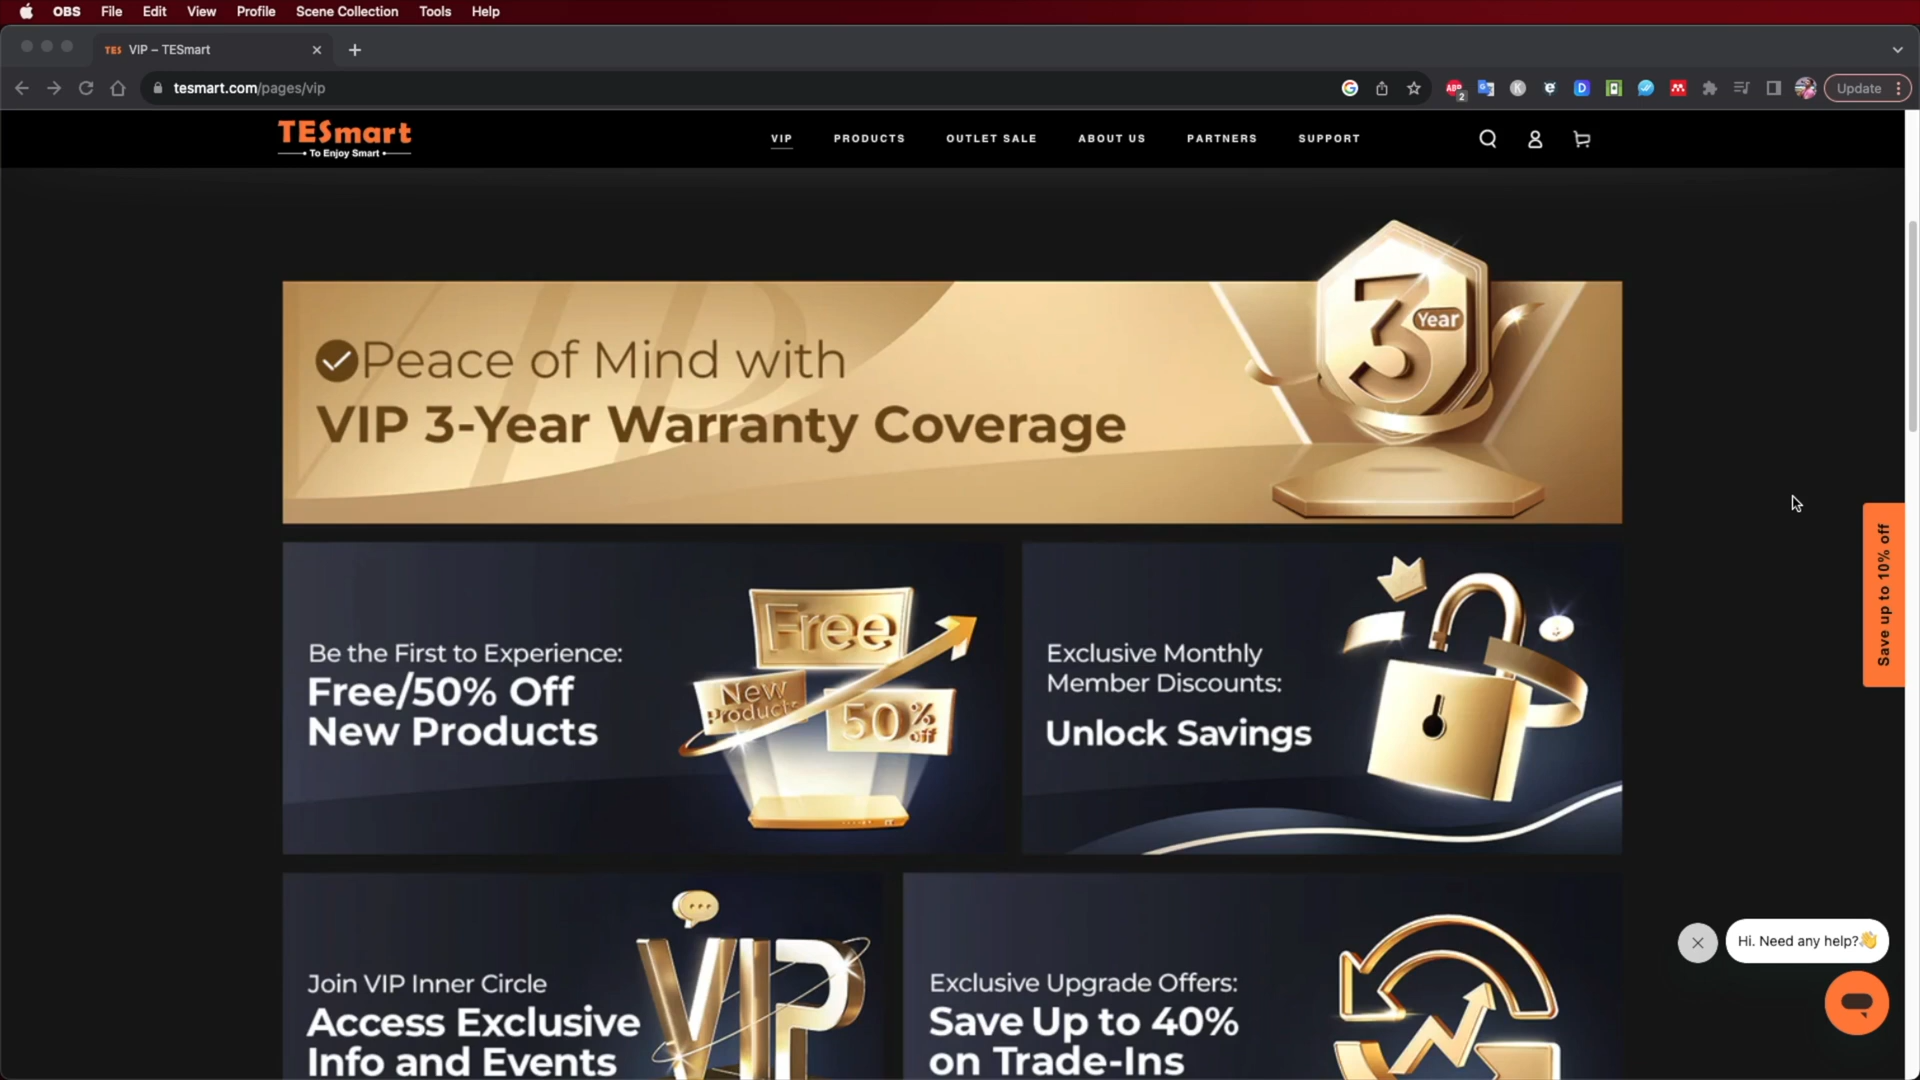 OBS File Edit View Profile Scene Collection Tools Help
TES VIP – TESmart
tesmart.com/pages/vip
ABP
2
D
Update
TESmart
To Enjoy Smart
VIP PRODUCTS OUTLET SALE ABOUT US PARTNERS SUPPORT
3 Year
Peace of Mind with
VIP 3-Year Warranty Coverage
Save up to 10% off
Be the First to Experience:
Free/50% Off
New Products
Free
New
Products
50% off
Exclusive Monthly
Member Discounts:
Unlock Savings
Hi. Need any help?👋
Join VIP Inner Circle
Access Exclusive
Info and Events
VIP
Exclusive Upgrade Offers:
Save Up to 40%
on Trade-Ins